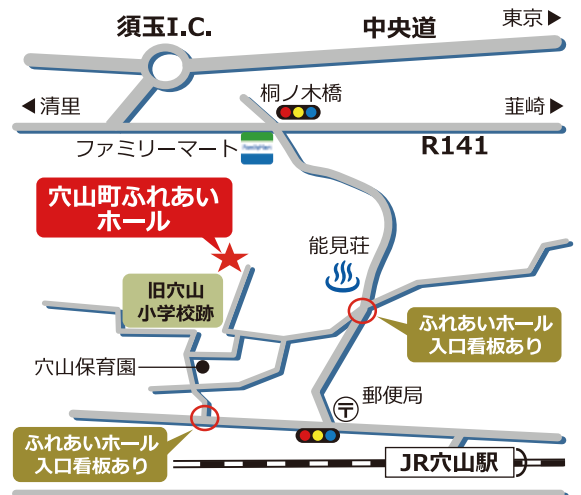 須玉I.C.
中央道
東京▶
◀清里
桐ノ木橋
韮崎▶
ファミリーマート
FamilyMart
R141
穴山町ふれあい
ホール
能見荘
旧穴山
小学校跡
ふれあいホール
入口看板あり
穴山保育園
郵便局
〒
ふれあいホール
入口看板あり
JR穴山駅